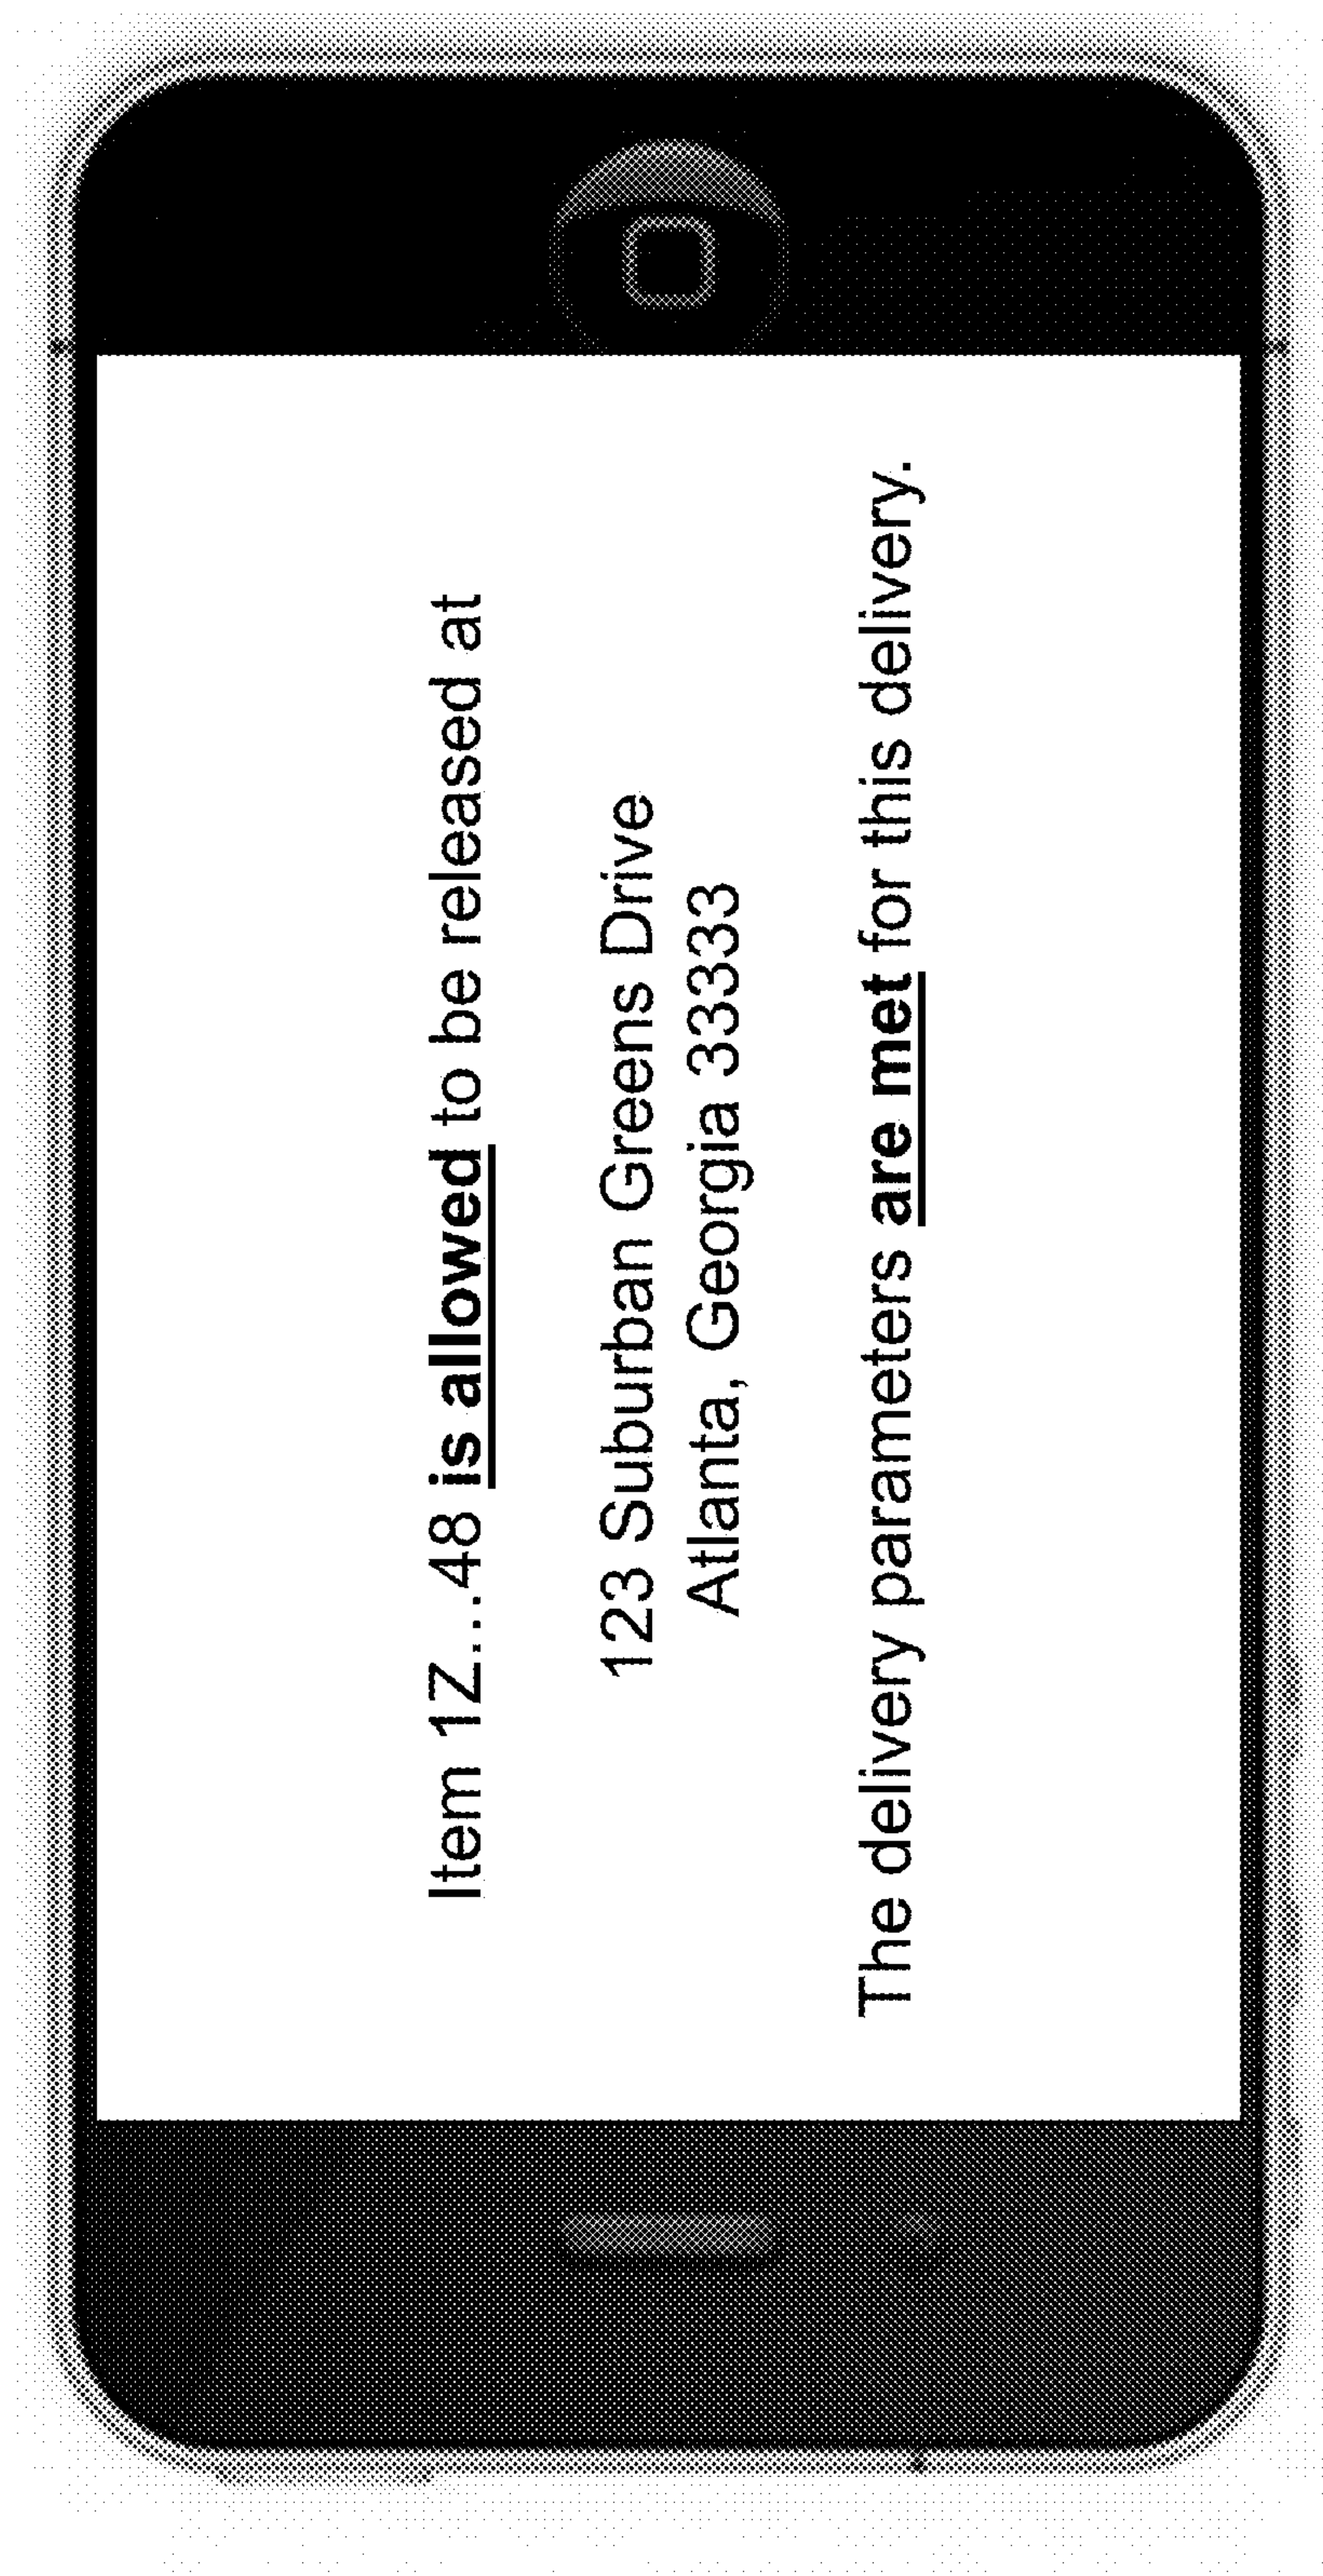 Item 1Z...48 is allowed to be released at
123 Suburban Greens Drive
Atlanta, Georgia 33333
The delivery parameters are met for this delivery.